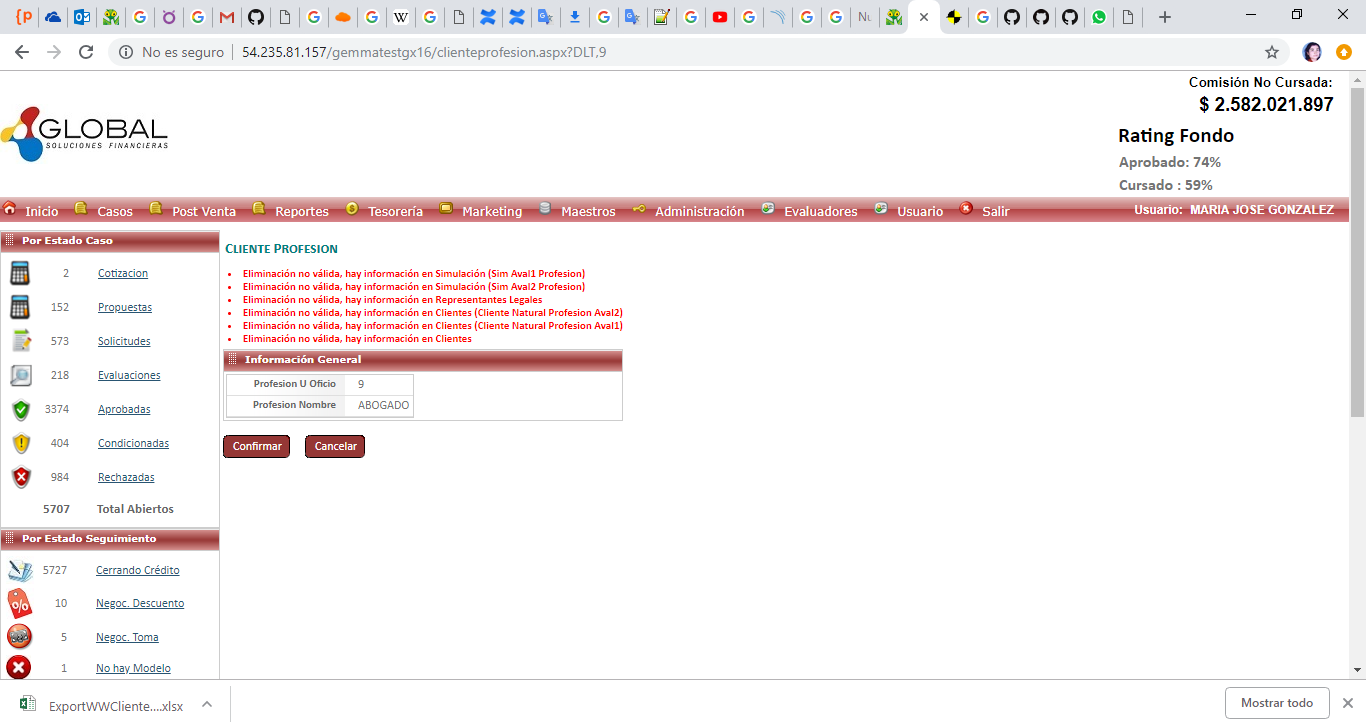 No es seguro
54.235.81.157/gemmatestgx16/clienteprofesion.aspx?DLT,9
Comisión No Cursada:
$ 2.582.021.897
GLOBAL
SOLUCIONES FINANCIERAS
Rating Fondo
Aprobado: 74%
Cursado : 59%
Inicio Casos Post Venta Reportes Tesorería Marketing Maestros Administración Evaluadores Usuario Salir Usuario: MARIA JOSE GONZALEZ
Por Estado Caso
2 Cotizacion
152 Propuestas
573 Solicitudes
218 Evaluaciones
3374 Aprobadas
404 Condicionadas
984 Rechazadas
5707 Total Abiertos
Por Estado Seguimiento
5727 Cerrando Crédito
10 Negoc. Descuento
5 Negoc. Toma
1 No hay Modelo
CLIENTE PROFESION
Eliminación no válida, hay información en Simulación (Sim Aval1 Profesion)
Eliminación no válida, hay información en Simulación (Sim Aval2 Profesion)
Eliminación no válida, hay información en Representantes Legales
Eliminación no válida, hay información en Clientes (Cliente Natural Profesion Aval2)
Eliminación no válida, hay información en Clientes (Cliente Natural Profesion Aval1)
Eliminación no válida, hay información en Clientes
Información General
Profesion U Oficio 9
Profesion Nombre ABOGADO
Confirmar Cancelar
ExportWWCliente....xlsx
Mostrar todo